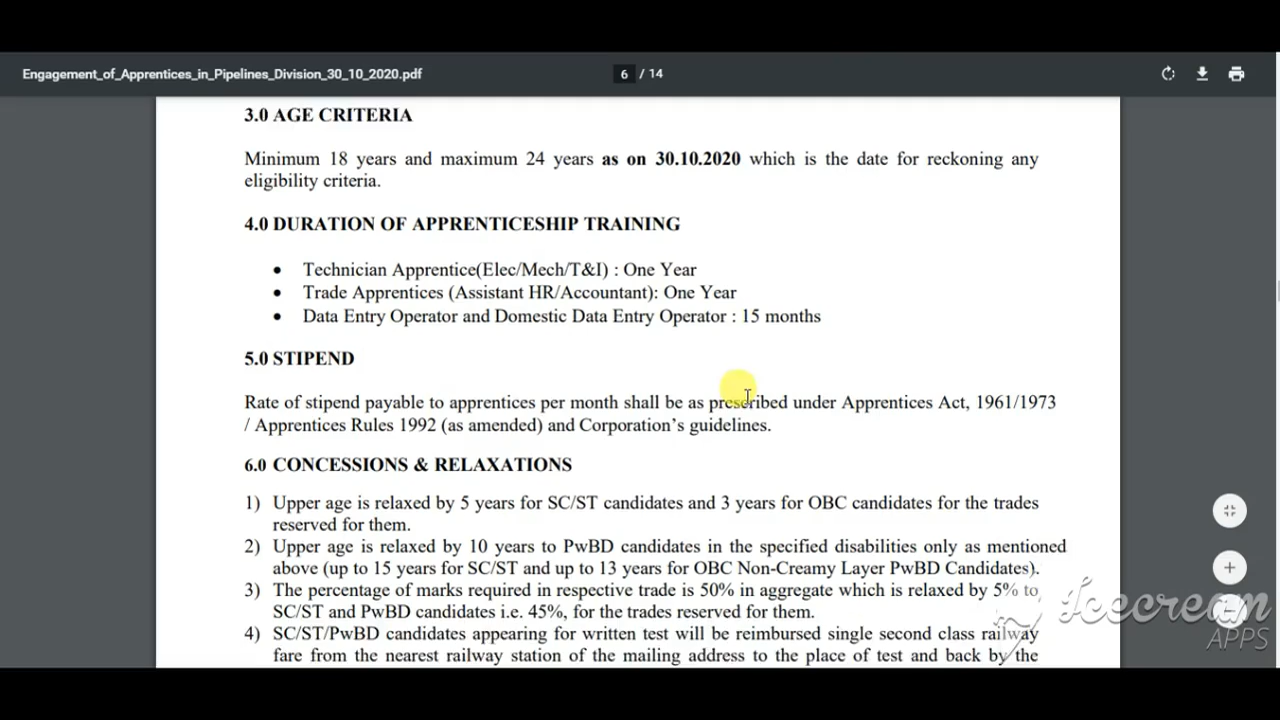 Engagement_of_Apprentices_in_Pipelines_Division_30_10_2020.pdf
6 / 14
3.0 AGE CRITERIA
Minimum 18 years and maximum 24 years as on 30.10.2020 which is the date for reckoning any
eligibility criteria.
4.0 DURATION OF APPRENTICESHIP TRAINING
• Technician Apprentice(Elec/Mech/T&I) : One Year
• Trade Apprentices (Assistant HR/Accountant): One Year
• Data Entry Operator and Domestic Data Entry Operator : 15 months
5.0 STIPEND
Rate of stipend payable to apprentices per month shall be as prescribed under Apprentices Act, 1961/1973
/ Apprentices Rules 1992 (as amended) and Corporation's guidelines.
6.0 CONCESSIONS & RELAXATIONS
1) Upper age is relaxed by 5 years for SC/ST candidates and 3 years for OBC candidates for the trades
reserved for them.
2) Upper age is relaxed by 10 years to PwBD candidates in the specified disabilities only as mentioned
above (up to 15 years for SC/ST and up to 13 years for OBC Non-Creamy Layer PwBD Candidates).
3) The percentage of marks required in respective trade is 50% in aggregate which is relaxed by 5% to
SC/ST and PwBD candidates i.e. 45%, for the trades reserved for them.
4) SC/ST/PwBD candidates appearing for written test will be reimbursed single second class railway
fare from the nearest railway station of the mailing address to the place of test and back by the
Icecream
APPS